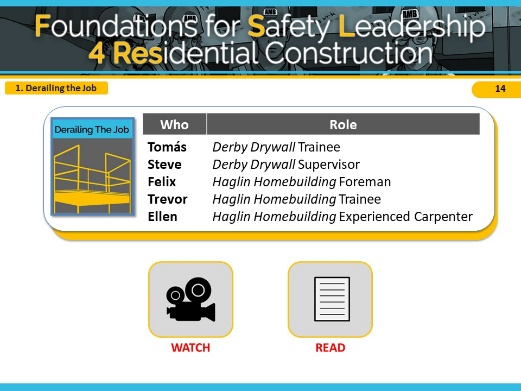 Foundations for Safety Leadership
4 Residential Construction
1. Derailing the Job
14
Derailing The Job
Who Role
Tomás Derby Drywall Trainee
Steve Derby Drywall Supervisor
Felix Haglin Homebuilding Foreman
Trevor Haglin Homebuilding Trainee
Ellen Haglin Homebuilding Experienced Carpenter
WATCH READ